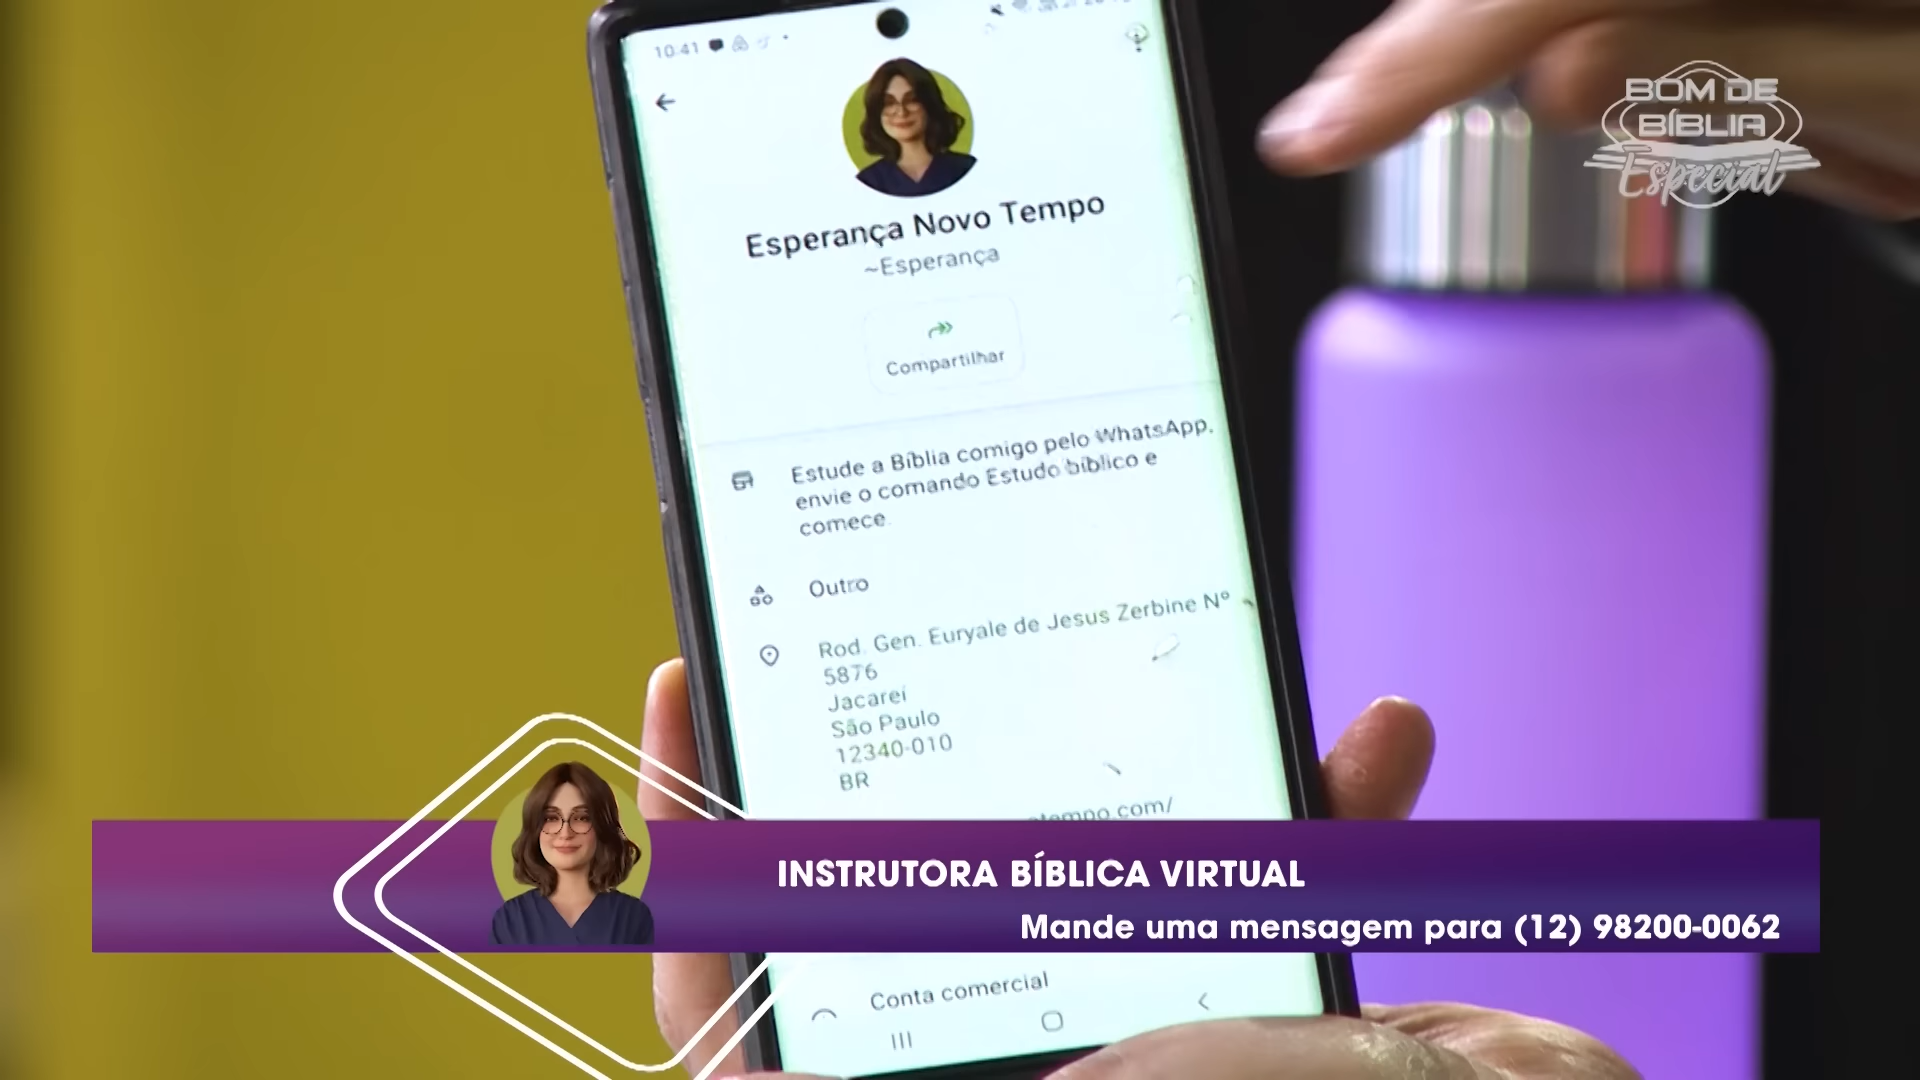 10:41
BOM DE
BÍBLIA
Especial
Esperança Novo Tempo
~Esperança
Compartilhar
Estude a Bíblia comigo pelo WhatsApp,
envie o comando Estudo bíblico e
comece.
Outro
Rod. Gen. Euryale de Jesus Zerbine Nº
5876
Jacareí
São Paulo
12340-010
BR
tempo.com/
INSTRUTORA BÍBLICA VIRTUAL
Mande uma mensagem para (12) 98200-0062
Conta comercial